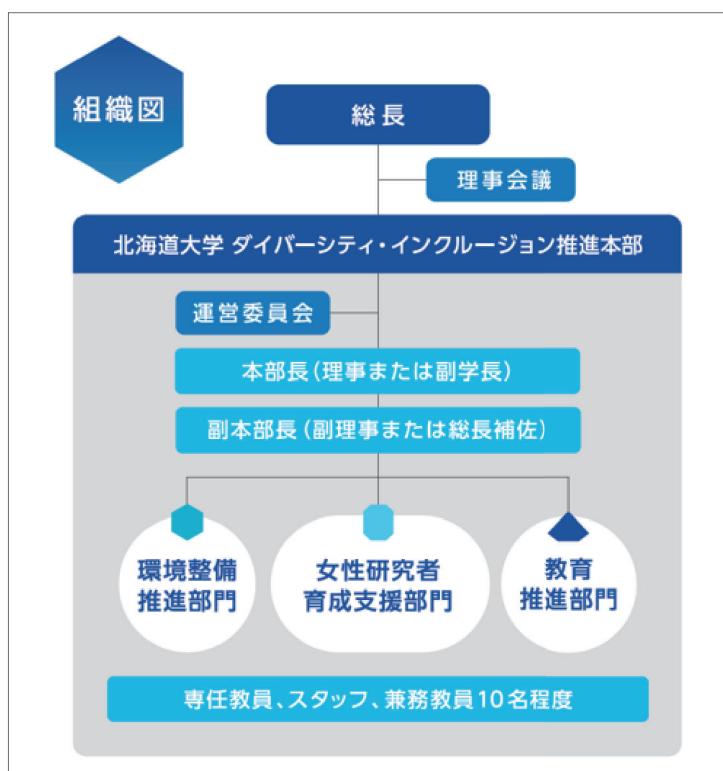 組織図
総長
理事会議
北海道大学 ダイバーシティ・インクルージョン推進本部
運営委員会
本部長(理事または副学長)
副本部長(副理事または総長補佐)
環境整備
推進部門
女性研究者
育成支援部門
教育
推進部門
専任教員、スタッフ、兼務教員10名程度